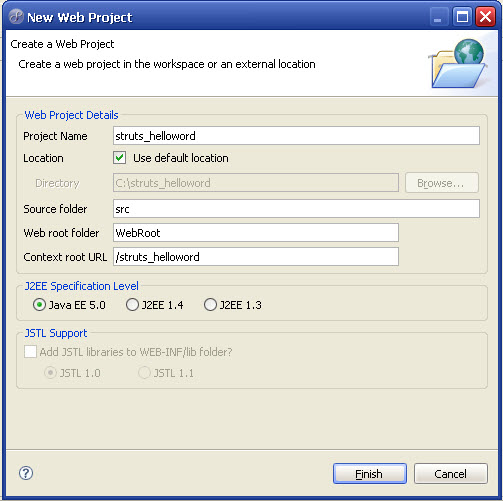 New Web Project
Create a Web Project
Create a web project in the workspace or an external location
Web Project Details
Project Name struts_helloword
Location Use default location
Directory C:\struts_helloword Browse...
Source folder src
Web root folder WebRoot
Context root URL /struts_helloword
J2EE Specification Level
Java EE 5.0 J2EE 1.4 J2EE 1.3
JSTL Support
Add JSTL libraries to WEB-INF/lib folder?
JSTL 1.0 JSTL 1.1
? Finish Cancel